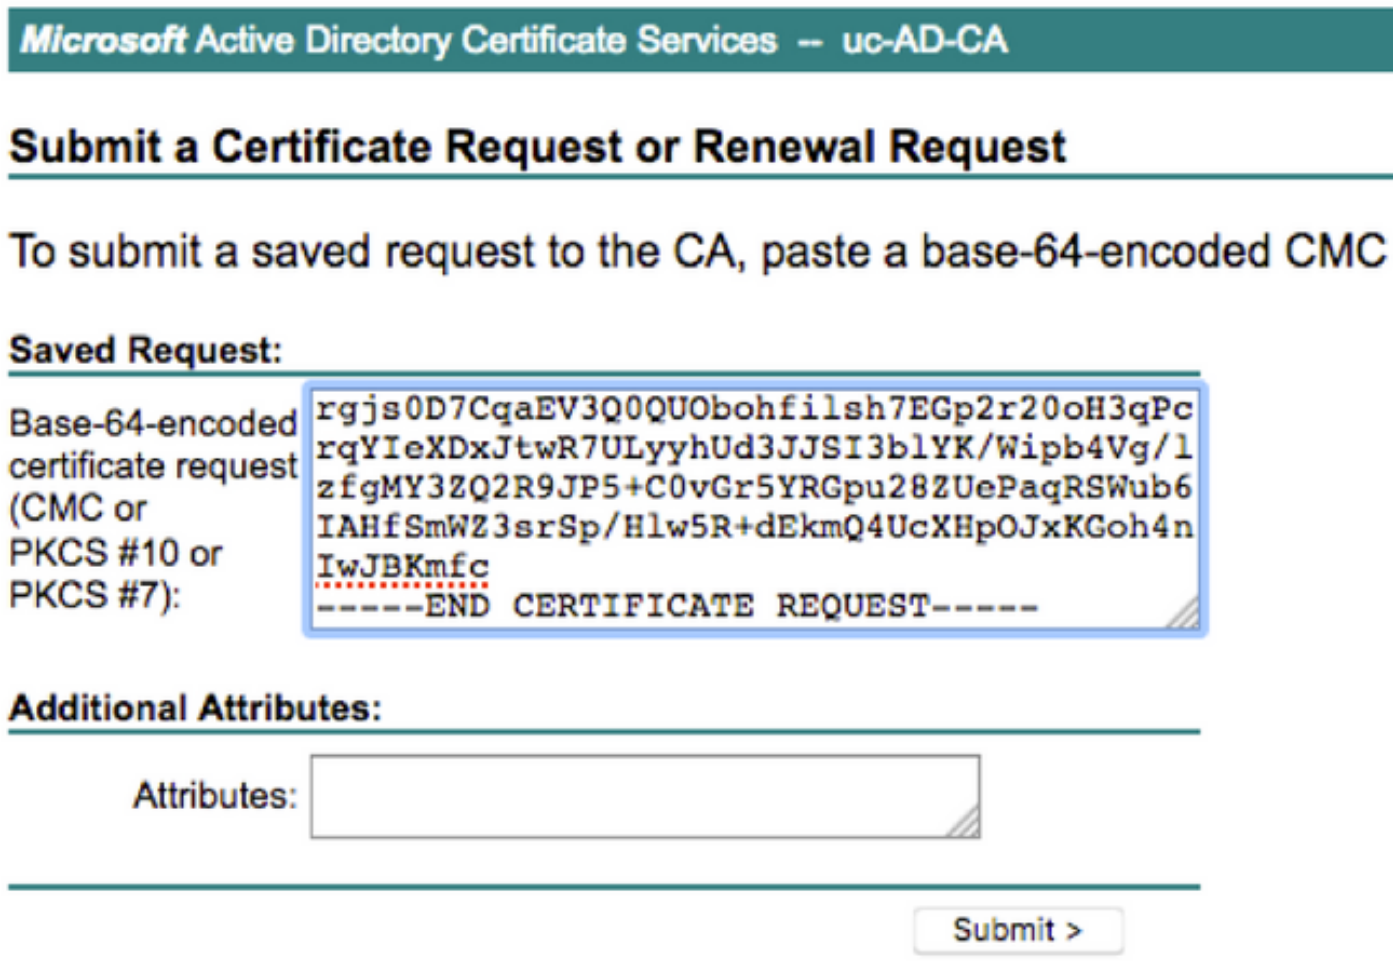 Microsoft Active Directory Certificate Services -- uc-AD-CA
Submit a Certificate Request or Renewal Request
To submit a saved request to the CA, paste a base-64-encoded CMC
Saved Request:
Base-64-encoded
certificate request
(CMC or
PKCS #10 or
PKCS #7):
rgjs0D7CqaEV3Q0QUObohfilsh7EGp2r20oH3qPc
rqYIeXDxJtwR7ULyyhUd3JJSI3blYK/Wipb4Vg/l
zfgMY3ZQ2R9JP5+C0vGr5YRGpu28ZUePaqRSWub6
IAHfSmWZ3srSp/Hlw5R+dEkmQ4UcXHpOJxKGoh4n
IwJBKmfc
-----END CERTIFICATE REQUEST-----
Additional Attributes:
Attributes:
Submit >